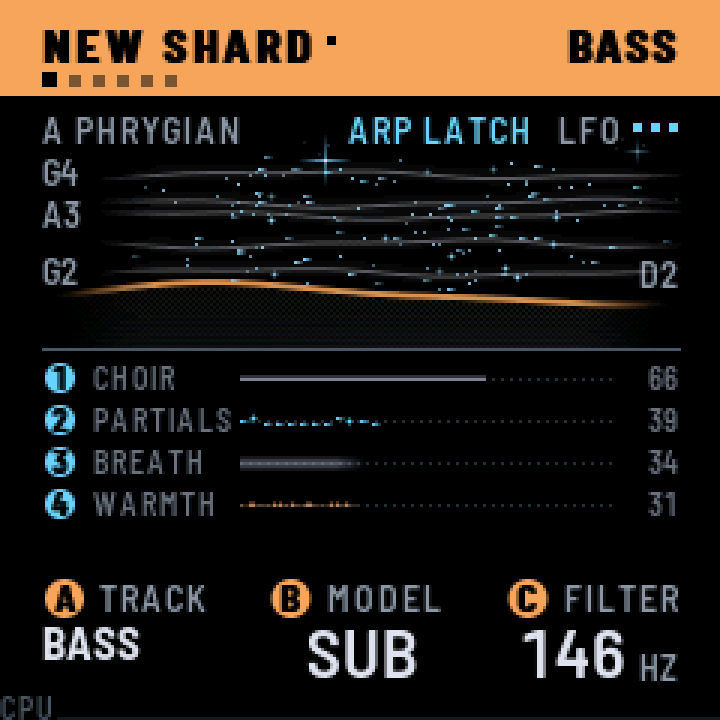 NEW SHARD BASS
A PHRYGIAN ARP LATCH LFO
G4
A3
G2 D2
1 CHOIR 66
2 PARTIALS 39
3 BREATH 34
4 WARMTH 31
A TRACK B MODEL C FILTER
BASS SUB 146 HZ
CPU